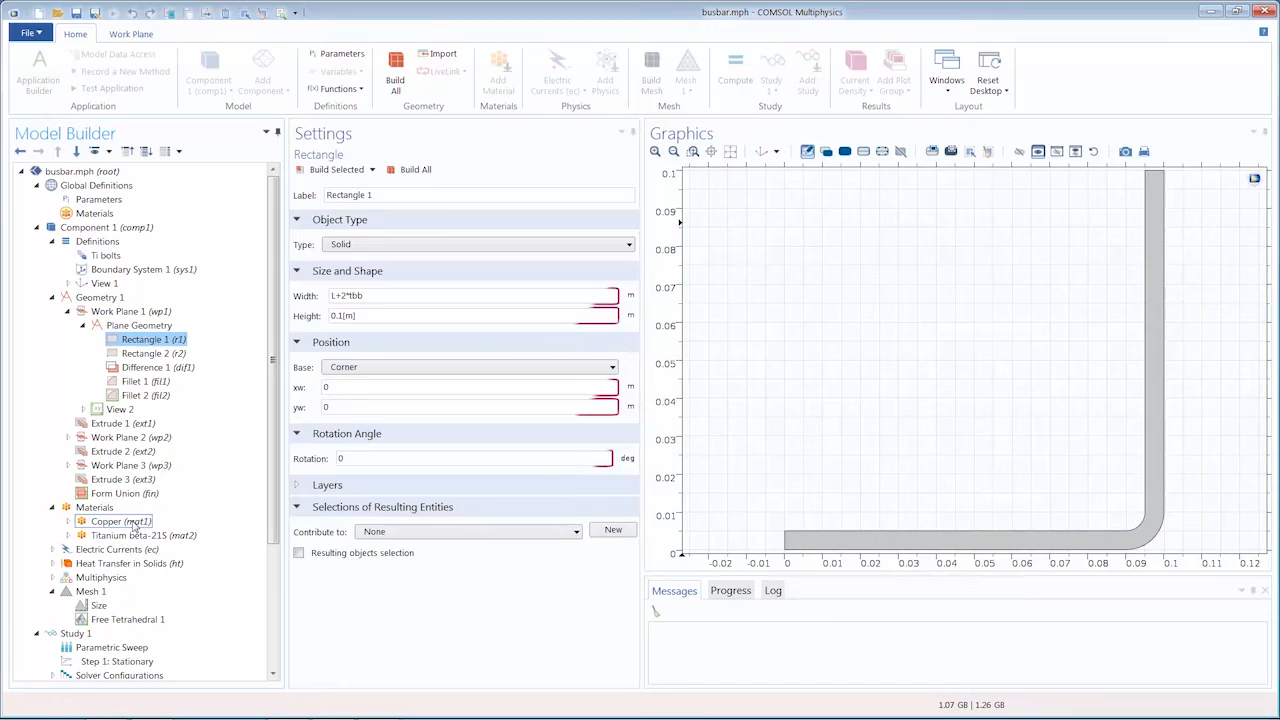 busbar.mph - COMSOL Multiphysics
File
Home
Work Plane
Application Builder
Model Data Access
Record a New Method
Test Application
Application
Component 1 (comp1)
Add Component
Model
Parameters
Variables
Functions
Definitions
Build All
Import
LiveLink
Geometry
Add Material
Materials
Electric Currents (ec)
Add Physics
Physics
Build Mesh
Mesh 1
Mesh
Compute
Study 1
Add Study
Study
Current Density
Add Plot Group
Results
Windows
Reset Desktop
Layout
Model Builder
busbar.mph (root)
Global Definitions
Parameters
Materials
Component 1 (comp1)
Definitions
Ti bolts
Boundary System 1 (sys1)
View 1
Geometry 1
Work Plane 1 (wp1)
Plane Geometry
Rectangle 1 (r1)
Rectangle 2 (r2)
Difference 1 (dif1)
Fillet 1 (fil1)
Fillet 2 (fil2)
View 2
Extrude 1 (ext1)
Work Plane 2 (wp2)
Extrude 2 (ext2)
Work Plane 3 (wp3)
Extrude 3 (ext3)
Form Union (fin)
Materials
Copper (mat1)
Titanium beta-21S (mat2)
Electric Currents (ec)
Heat Transfer in Solids (ht)
Multiphysics
Mesh 1
Size
Free Tetrahedral 1
Study 1
Parametric Sweep
Step 1: Stationary
Solver Configurations
Settings
Rectangle
Build Selected
Build All
Label: Rectangle 1
Object Type
Type: Solid
Size and Shape
Width: L+2*tbb m
Height: 0.1[m] m
Position
Base: Corner
xw: 0 m
yw: 0 m
Rotation Angle
Rotation: 0 deg
Layers
Selections of Resulting Entities
Contribute to: None New
Resulting objects selection
Graphics
0.1
0.09
0.08
0.07
0.06
0.05
0.04
0.03
0.02
0.01
0
-0.02 -0.01 0 0.01 0.02 0.03 0.04 0.05 0.06 0.07 0.08 0.09 0.1 0.11 0.12
Messages
Progress
Log
1.07 GB | 1.26 GB